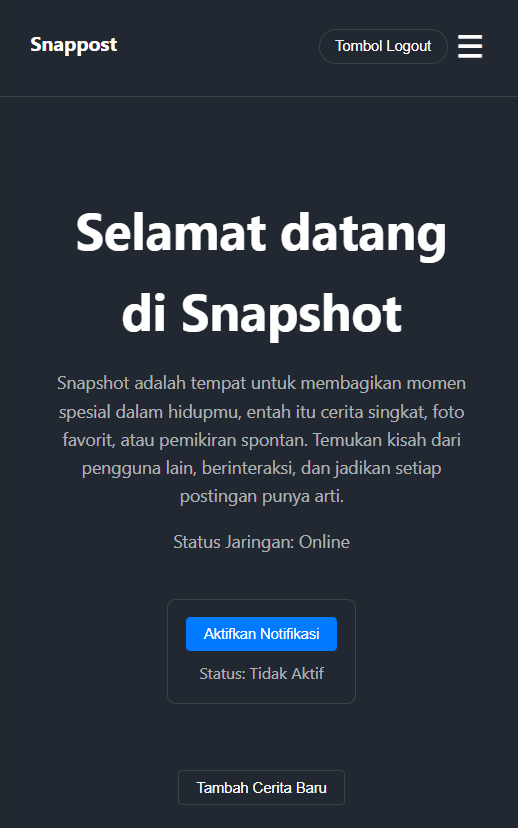 Snappost
Tombol Logout
Selamat datang
di Snapshot
Snapshot adalah tempat untuk membagikan momen
spesial dalam hidupmu, entah itu cerita singkat, foto
favorit, atau pemikiran spontan. Temukan kisah dari
pengguna lain, berinteraksi, dan jadikan setiap
postingan punya arti.
Status Jaringan: Online
Aktifkan Notifikasi
Status: Tidak Aktif
Tambah Cerita Baru